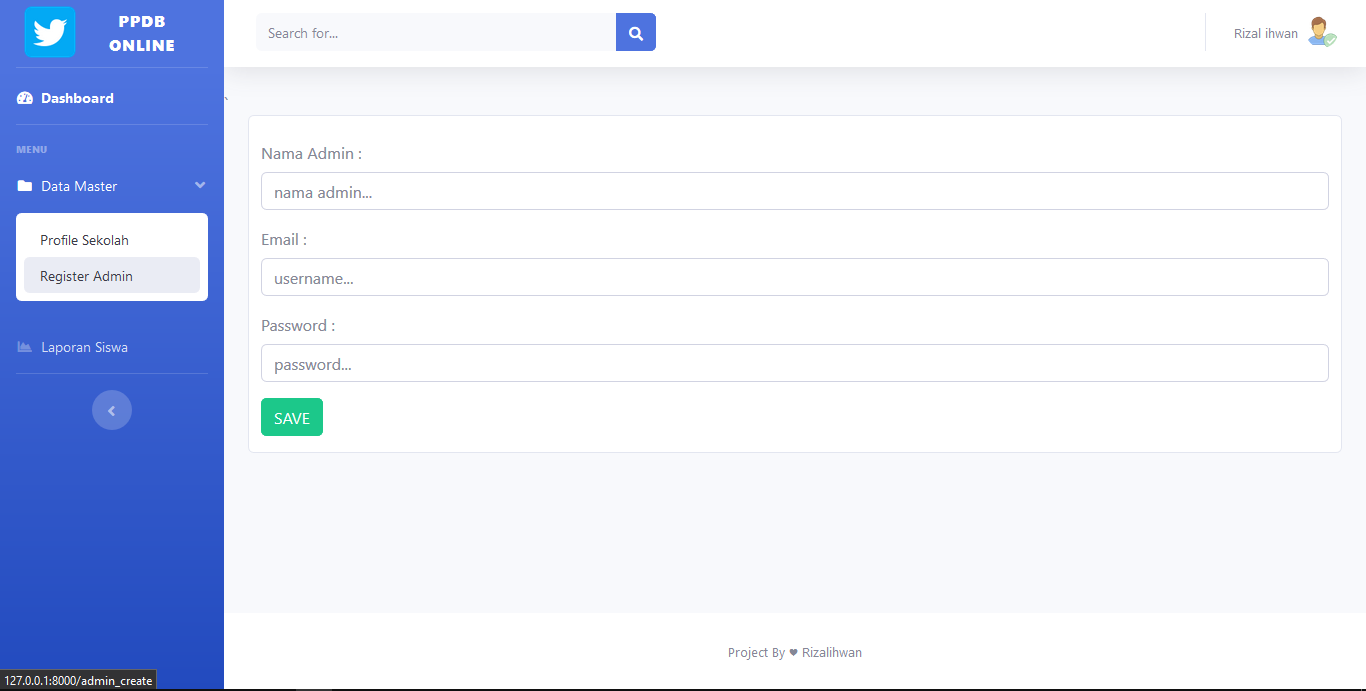 PPDB
ONLINE
Search for...
Rizal ihwan
Dashboard
`
MENU
Data Master
Profile Sekolah
Register Admin
Laporan Siswa
Nama Admin :
nama admin...
Email :
username...
Password :
password...
SAVE
Project By ♥ Rizalihwan
127.0.0.1:8000/admin_create